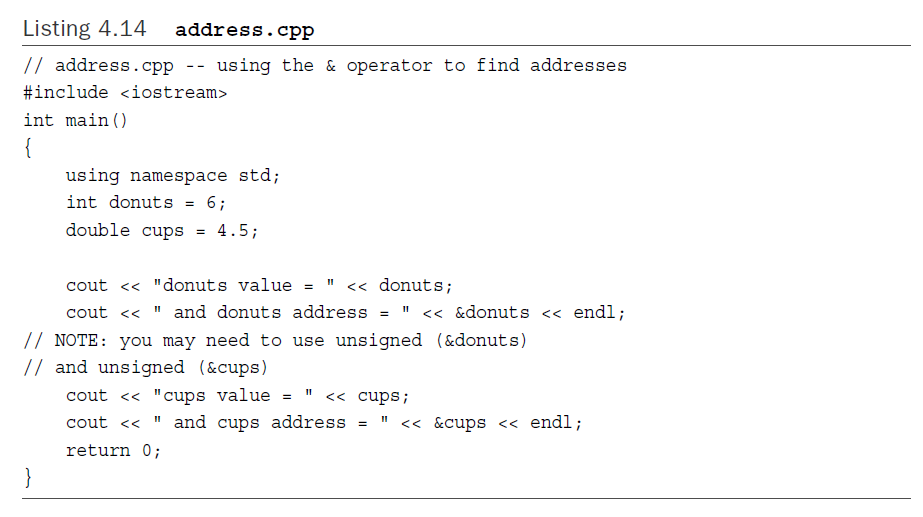 Listing 4.14 address.cpp
// address.cpp -- using the & operator to find addresses
#include <iostream>
int main()
{
    using namespace std;
    int donuts = 6;
    double cups = 4.5;

    cout << "donuts value = " << donuts;
    cout << " and donuts address = " << &donuts << endl;
// NOTE: you may need to use unsigned (&donuts)
// and unsigned (&cups)
    cout << "cups value = " << cups;
    cout << " and cups address = " << &cups << endl;
    return 0;
}